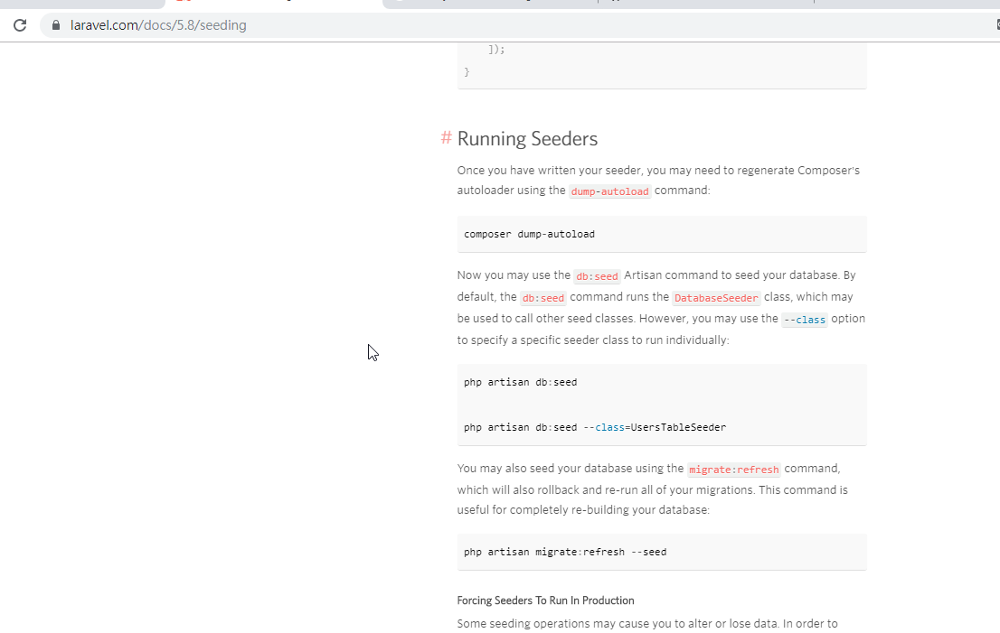 laravel.com/docs/5.8/seeding
]);
}
# Running Seeders
Once you have written your seeder, you may need to regenerate Composer's
autoloader using the dump-autoload command:
composer dump-autoload
Now you may use the db:seed Artisan command to seed your database. By
default, the db:seed command runs the DatabaseSeeder class, which may
be used to call other seed classes. However, you may use the --class option
to specify a specific seeder class to run individually:
php artisan db:seed
php artisan db:seed --class=UsersTableSeeder
You may also seed your database using the migrate:refresh command,
which will also rollback and re-run all of your migrations. This command is
useful for completely re-building your database:
php artisan migrate:refresh --seed
Forcing Seeders To Run In Production
Some seeding operations may cause you to alter or lose data. In order to